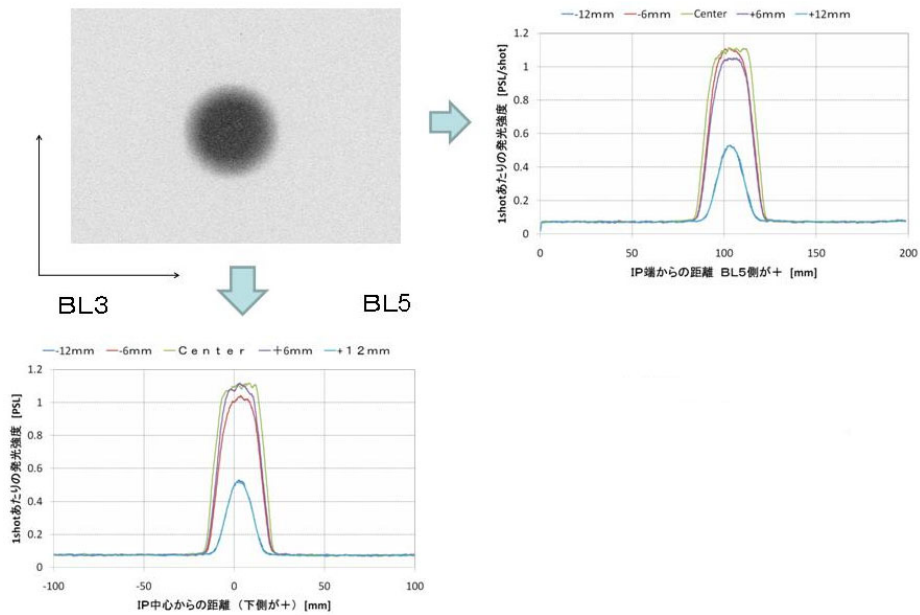 -12mm -6mm Center +6mm +12mm
1.2
1
0.8
0.6
0.4
0.2
0
1shotあたりの発光強度 [PSL/shot]
0 50 100 150 200
IP端からの距離 BL5側が＋ [mm]
BL3 BL5
-12mm -6mm Ｃｅｎｔｅｒ ＋6mm ＋１２mm
1.2
1
0.8
0.6
0.4
0.2
0
1shotあたりの発光強度 [PSL]
-100 -50 0 50 100
IP中心からの距離（下側が＋）[mm]